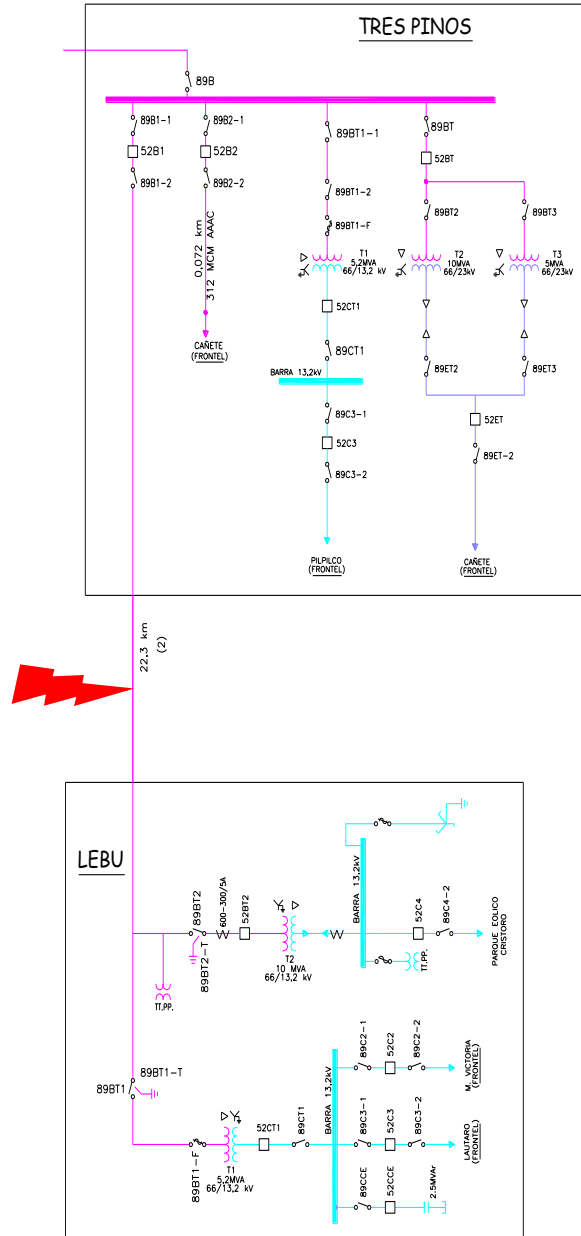 TRES PINOS
89B
89B1-1
89B2-1
89BT1-1
89BT
52B1
52B2
52BT
89B1-2
89B2-2
89BT1-2
89BT2
89BT3
89BT1-F
0,072 km
312 MCM AAAC
T1
5,2MVA
66/13,2 kV
T2
10MVA
66/23kV
T3
5MVA
66/23kV
52CT1
CAÑETE
(FRONTEL)
89CT1
89ET2
89ET3
BARRA 13,2kV
89C3-1
52ET
52C3
89ET-2
89C3-2
PILPILCO
(FRONTEL)
CAÑETE
(FRONTEL)
22,3 km
(2)
LEBU
89BT2
89BT2-T
600-300/5A
52BT2
T2
10 MVA
66/13,2 kV
BARRA 13,2kV
52C4
89C4-2
PARQUE EOLICO
CRISTORO
TT.PP.
TT.PP.
89BT1
89BT1-T
89BT1-F
T1
5,2MVA
66/13,2 kV
52CT1
89CT1
BARRA 13,2kV
89C2-1
52C2
89C2-2
M. VICTORIA
(FRONTEL)
89C3-1
52C3
89C3-2
LAUTARO
(FRONTEL)
89CCE
52CCE
2.5MVAr